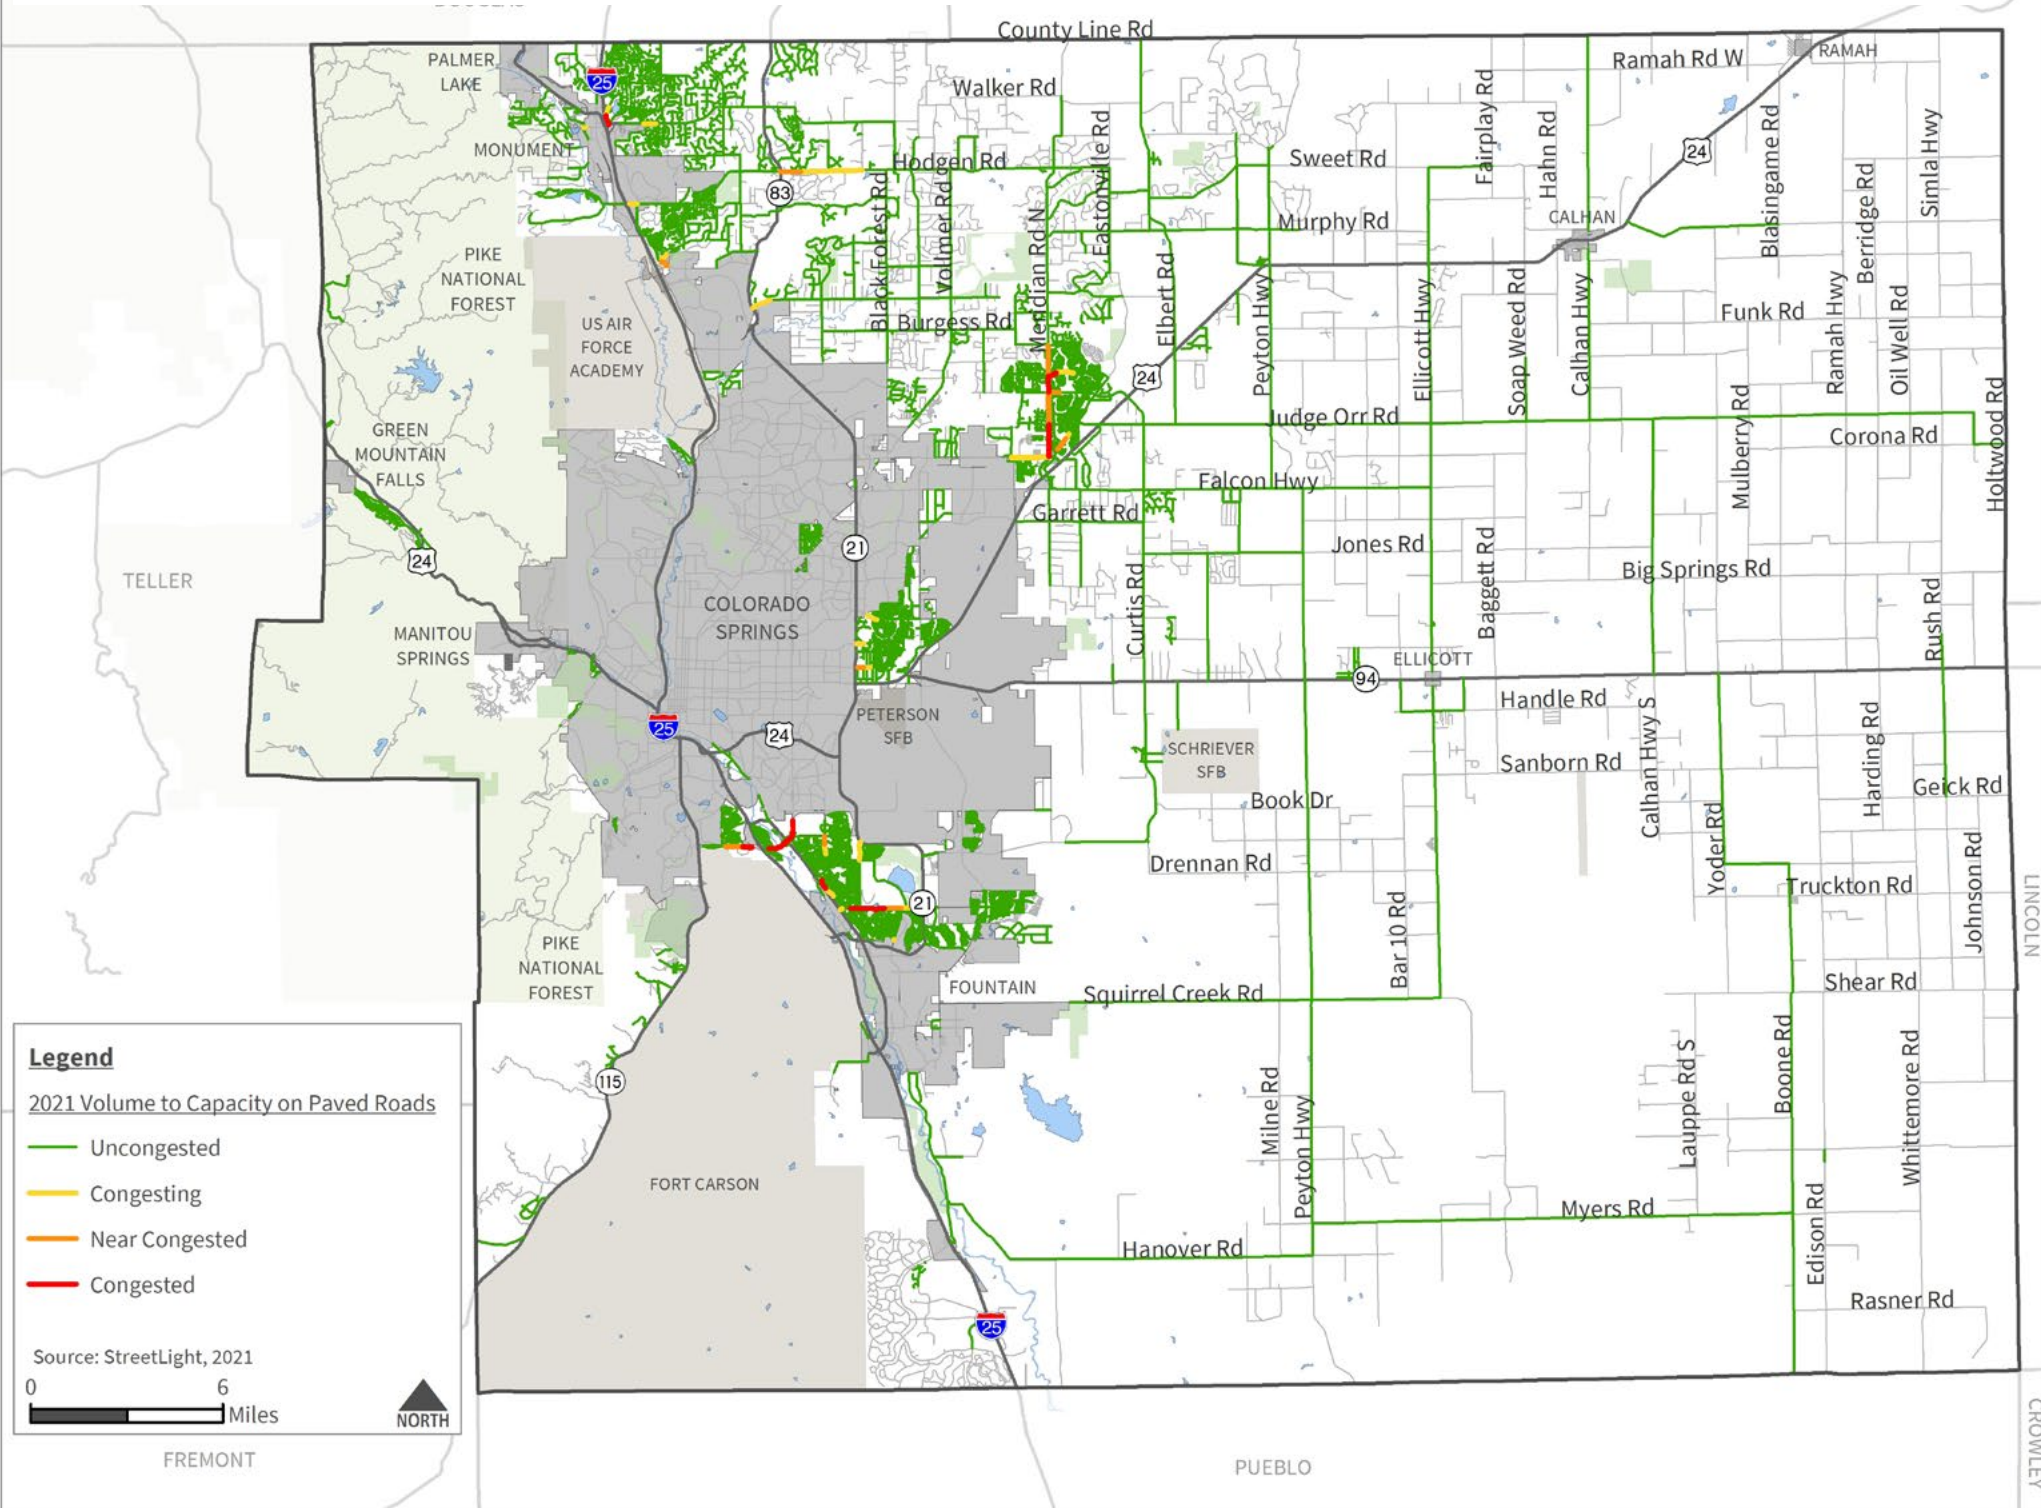 County Line Rd
Ramah Rd W
RAMAH
PALMER
LAKE
25
Walker Rd
Fairplay Rd
Hahn Rd
24
Blasingame Rd
Simla Hwy
MONUMENT
Hodgen Rd
Eastonville Rd
Sweet Rd
Berridge Rd
83
BlackForest Rd
Vollmer Rd
Meridian Rd N
Murphy Rd
CALHAN
PIKE
NATIONAL
FOREST
Elbert Rd
Peyton Hwy
Ellicott Hwy
Soap Weed Rd
Calhan Hwy
Ramah Hwy
Oil Well Rd
US AIR
FORCE
ACADEMY
Burgess Rd
Funk Rd
24
Judge Orr Rd
Mulberry Rd
Corona Rd
Holtwood Rd
GREEN
MOUNTAIN
FALLS
Falcon Hwy
Garrett Rd
24
21
Jones Rd
Baggett Rd
Big Springs Rd
TELLER
COLORADO
SPRINGS
Curtis Rd
Rush Rd
MANITOU
SPRINGS
ELLICOTT
94
Handle Rd
25
24
PETERSON
SFB
SCHRIEVER
SFB
Sanborn Rd
Calhan Hwy S
Harding Rd
Geick Rd
Book Dr
Yoder Rd
Drennan Rd
Truckton Rd
Johnson Rd
LINCOLN
21
Bar 10 Rd
PIKE
NATIONAL
FOREST
FOUNTAIN
Squirrel Creek Rd
Shear Rd
Legend
2021 Volume to Capacity on Paved Roads
Uncongested
Congesting
Near Congested
Congested
Source: StreetLight, 2021
0
6
Miles
NORTH
115
Milne Rd
Peyton Hwy
Lauppe Rd S
Boone Rd
Whittemore Rd
FORT CARSON
Myers Rd
Hanover Rd
Edison Rd
Rasner Rd
25
FREMONT
PUEBLO
CROWLEY